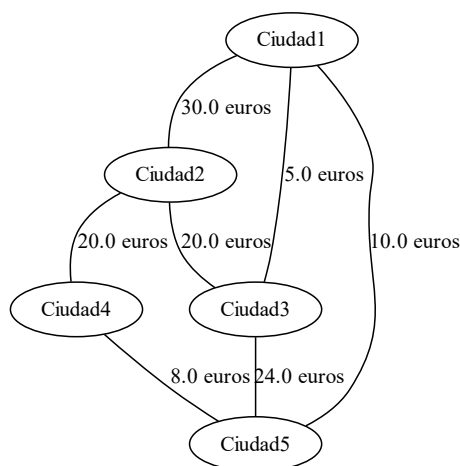 Ciudad1
30.0 euros
Ciudad2
5.0 euros
20.0 euros
20.0 euros
10.0 euros
Ciudad4
Ciudad3
8.0 euros
24.0 euros
Ciudad5